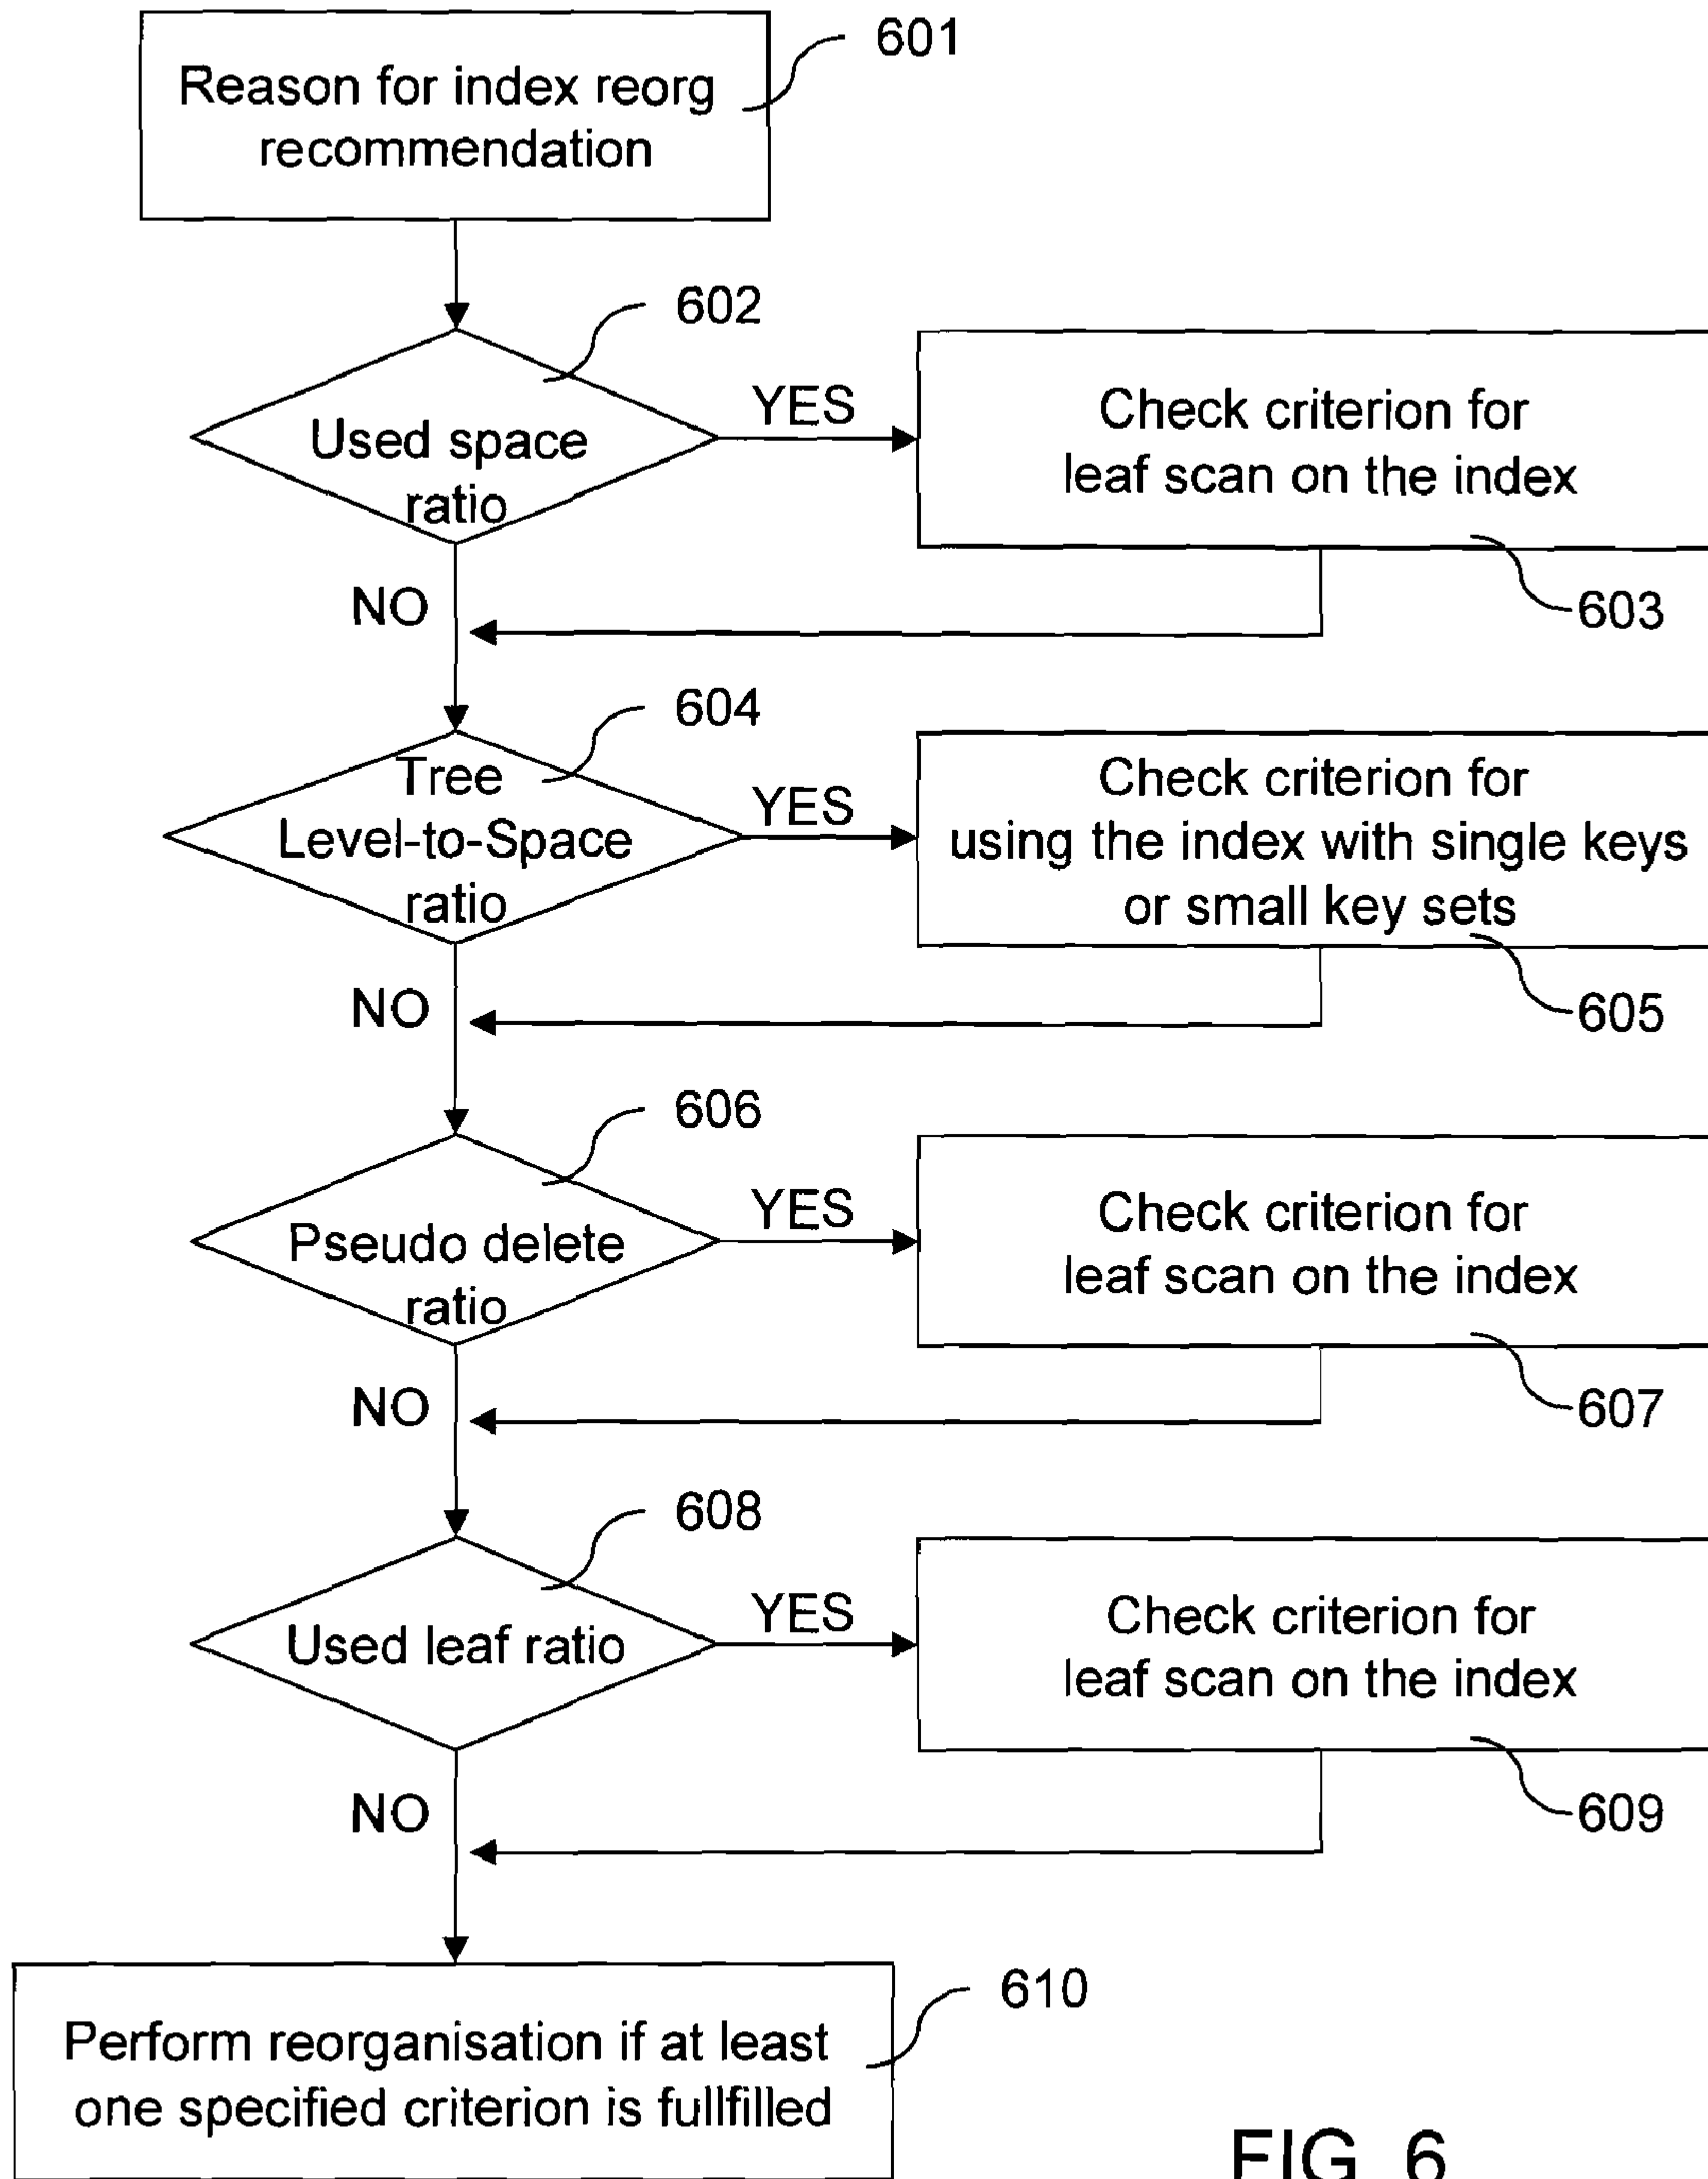 601
Reason for index reorg
recommendation
602
Used space
ratio
YES
Check criterion for
leaf scan on the index
603
NO
604
Tree
Level-to-Space
ratio
YES
Check criterion for
using the index with single keys
or small key sets
605
NO
606
Pseudo delete
ratio
YES
Check criterion for
leaf scan on the index
607
NO
608
Used leaf ratio
YES
Check criterion for
leaf scan on the index
609
NO
610
Perform reorganisation if at least
one specified criterion is fullfilled
FIG. 6